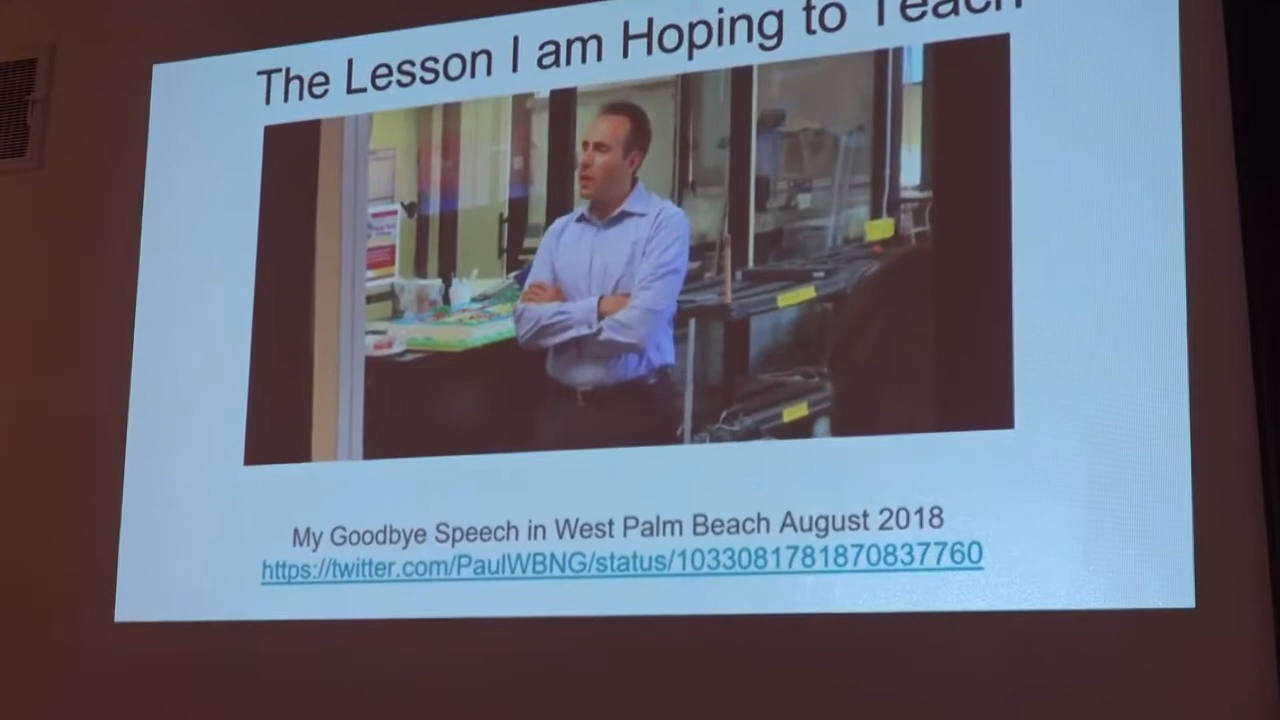 The Lesson I am Hoping to Teach
My Goodbye Speech in West Palm Beach August 2018
https://twitter.com/PaulWBNG/status/1033081781870837760